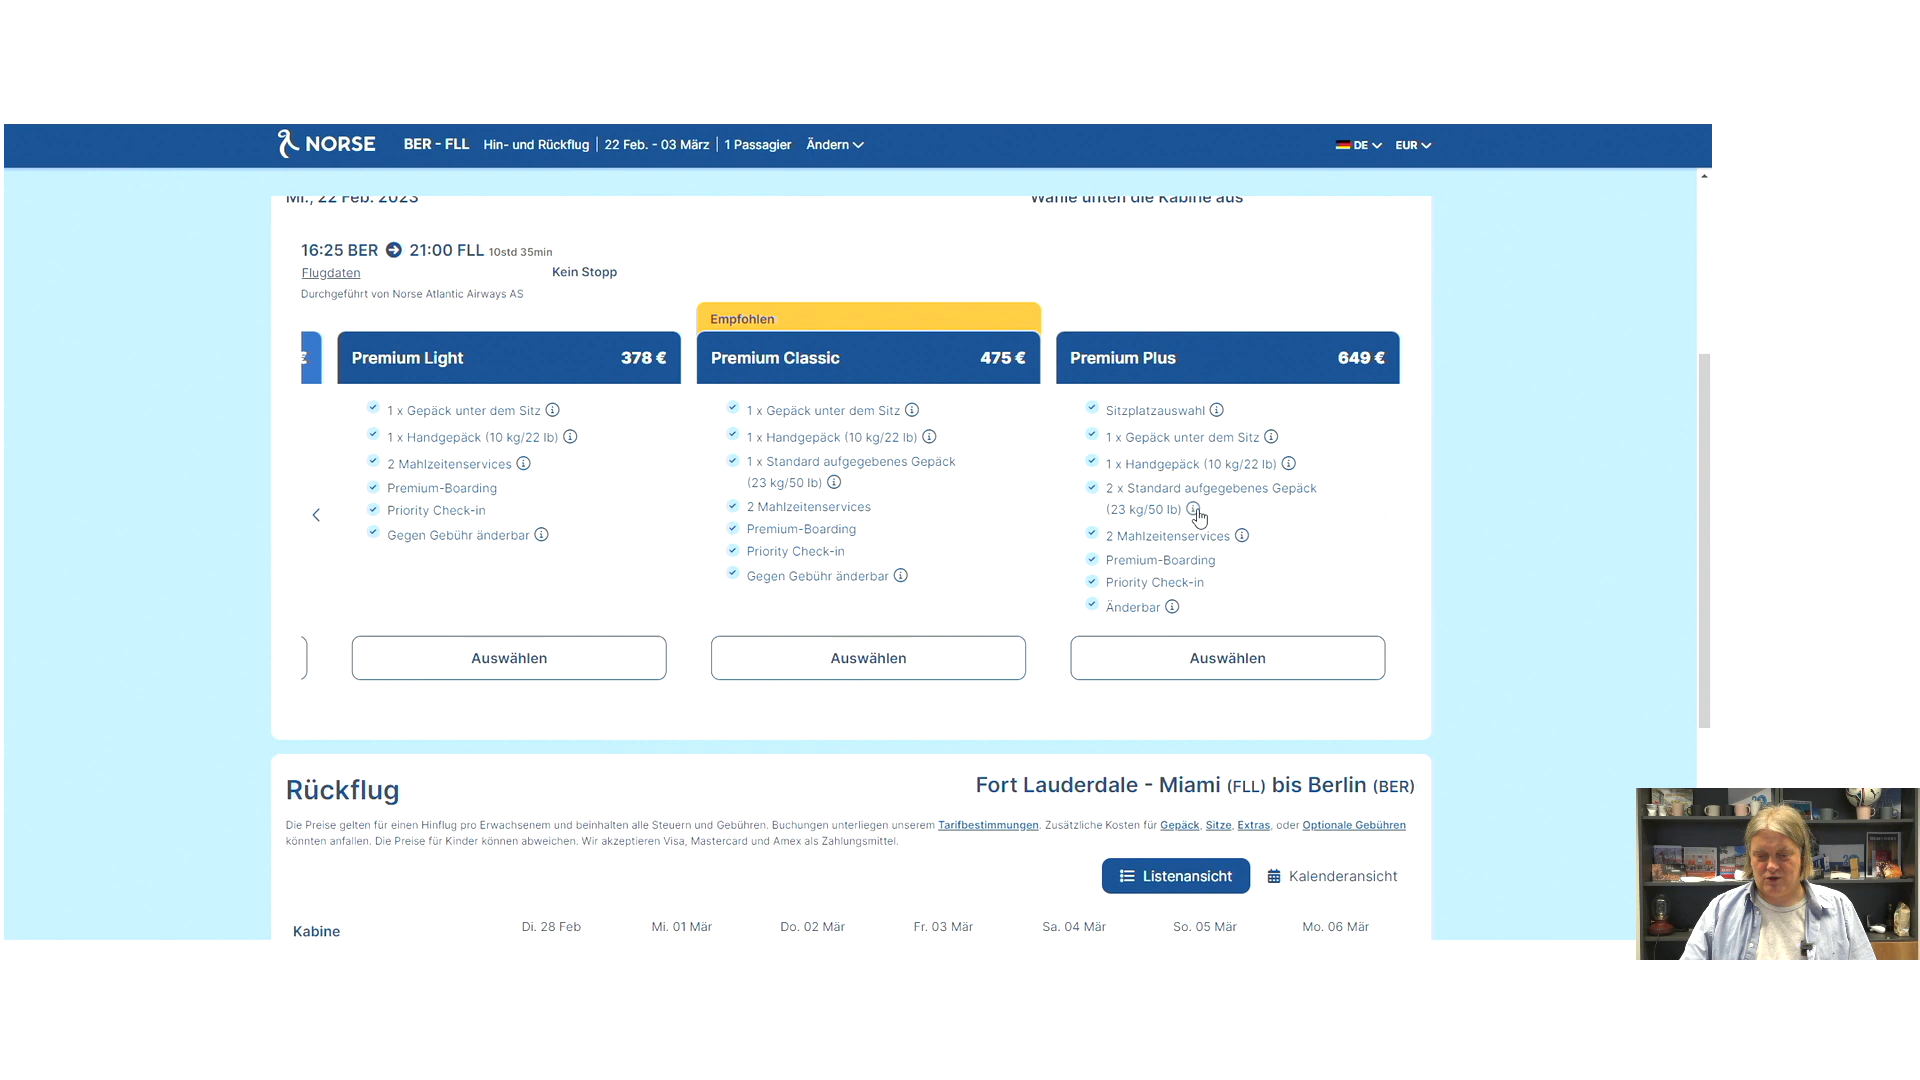 NORSE BER - FLL Hin- und Rückflug 22 Feb. - 03 März 1 Passagier Ändern DE EUR
Mi., 22 Feb. 2023 Wähle unten die Kabine aus
16:25 BER 21:00 FLL 10std 35min
Flugdaten Kein Stopp
Durchgeführt von Norse Atlantic Airways AS
Empfohlen
€ Premium Light 378 €
1 x Gepäck unter dem Sitz
1 x Handgepäck (10 kg/22 lb)
2 Mahlzeitenservices
Premium-Boarding
Priority Check-in
Gegen Gebühr änderbar
Auswählen
Premium Classic 475 €
1 x Gepäck unter dem Sitz
1 x Handgepäck (10 kg/22 lb)
1 x Standard aufgegebenes Gepäck
(23 kg/50 lb)
2 Mahlzeitenservices
Premium-Boarding
Priority Check-in
Gegen Gebühr änderbar
Auswählen
Premium Plus 649 €
Sitzplatzauswahl
1 x Gepäck unter dem Sitz
1 x Handgepäck (10 kg/22 lb)
2 x Standard aufgegebenes Gepäck
(23 kg/50 lb)
2 Mahlzeitenservices
Premium-Boarding
Priority Check-in
Änderbar
Auswählen
Rückflug Fort Lauderdale - Miami (FLL) bis Berlin (BER)
Die Preise gelten für einen Hinflug pro Erwachsenem und beinhalten alle Steuern und Gebühren. Buchungen unterliegen unserem Tarifbestimmungen. Zusätzliche Kosten für Gepäck, Sitze, Extras, oder Optionale Gebühren
könnten anfallen. Die Preise für Kinder können abweichen. Wir akzeptieren Visa, Mastercard and Amex als Zahlungsmittel.
Listenansicht Kalenderansicht
Kabine Di. 28 Feb Mi. 01 Mär Do. 02 Mär Fr. 03 Mär Sa. 04 Mär So. 05 Mär Mo. 06 Mär